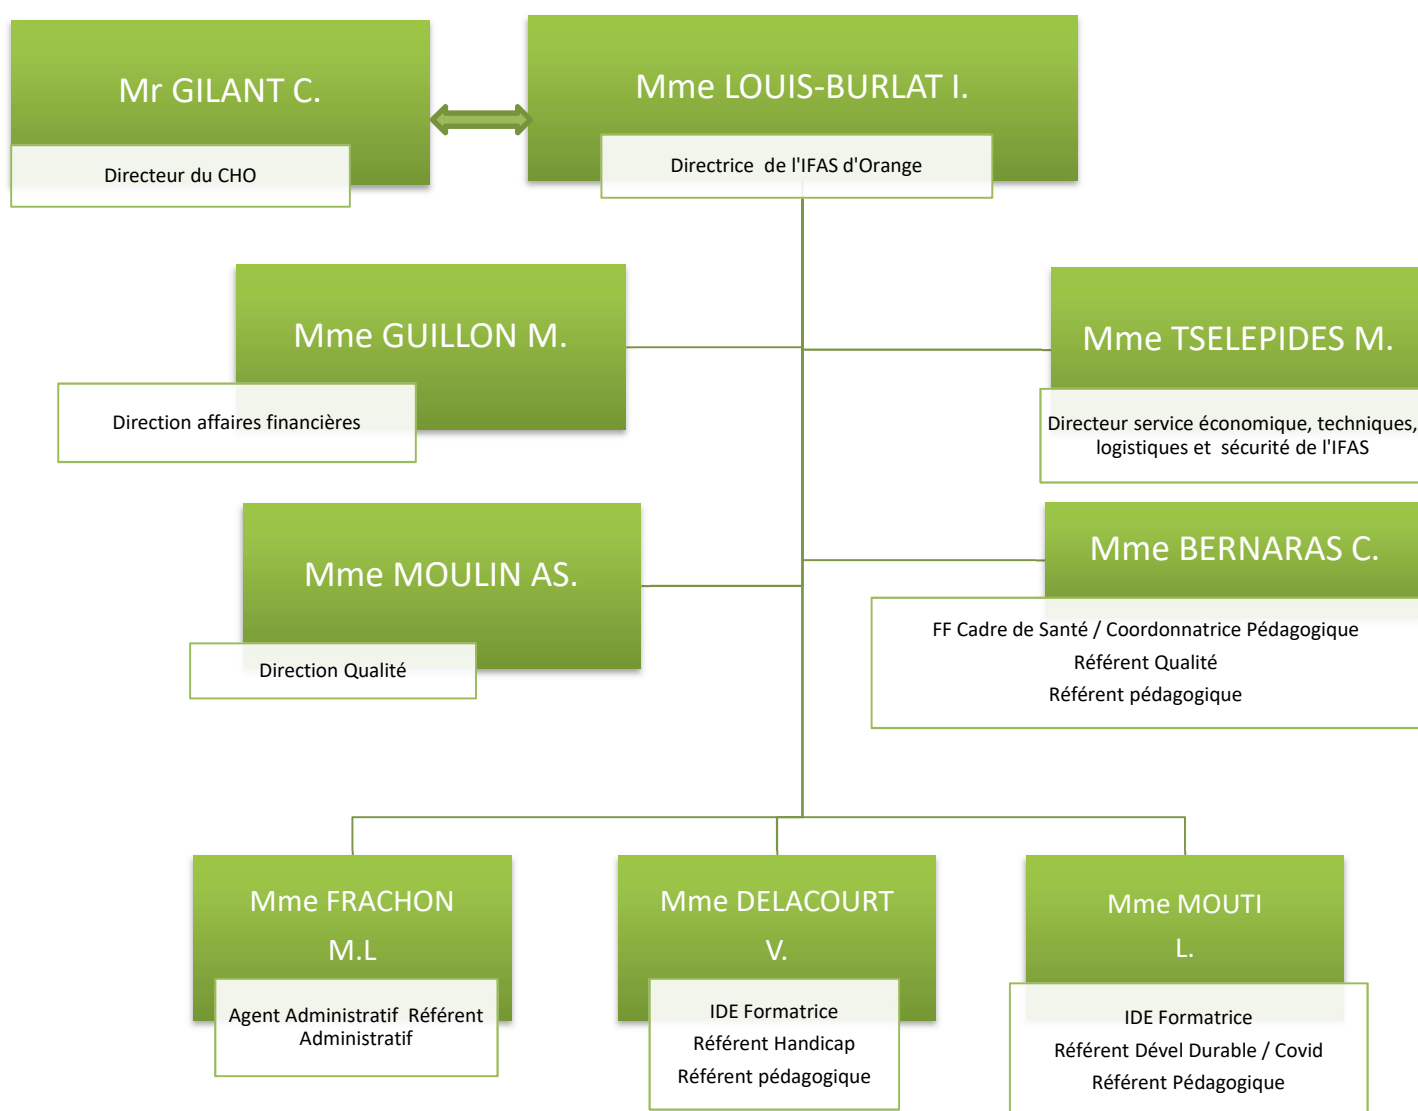 Mr GILANT C.
Directeur du CHO
Mme LOUIS-BURLAT I.
Directrice de l'IFAS d'Orange
Mme GUILLON M.
Direction affaires financières
Mme TSELEPIDES M.
Directeur service économique, techniques,
logistiques et sécurité de l'IFAS
Mme MOULIN AS.
Direction Qualité
Mme BERNARAS C.
FF Cadre de Santé / Coordonnatrice Pédagogique
Référent Qualité
Référent pédagogique
Mme FRACHON
M.L
Agent Administratif Référent
Administratif
Mme DELACOURT
V.
IDE Formatrice
Référent Handicap
Référent pédagogique
Mme MOUTI
L.
IDE Formatrice
Référent Dével Durable / Covid
Référent Pédagogique